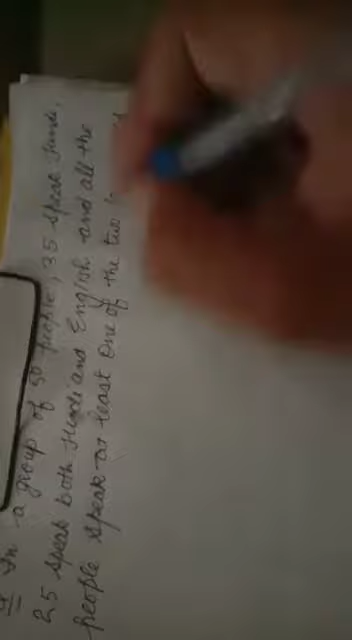 Q In a group of 50 people, 35 speak Hindi,
25 speak both Hindi and English and all the
people speak at least one of the two